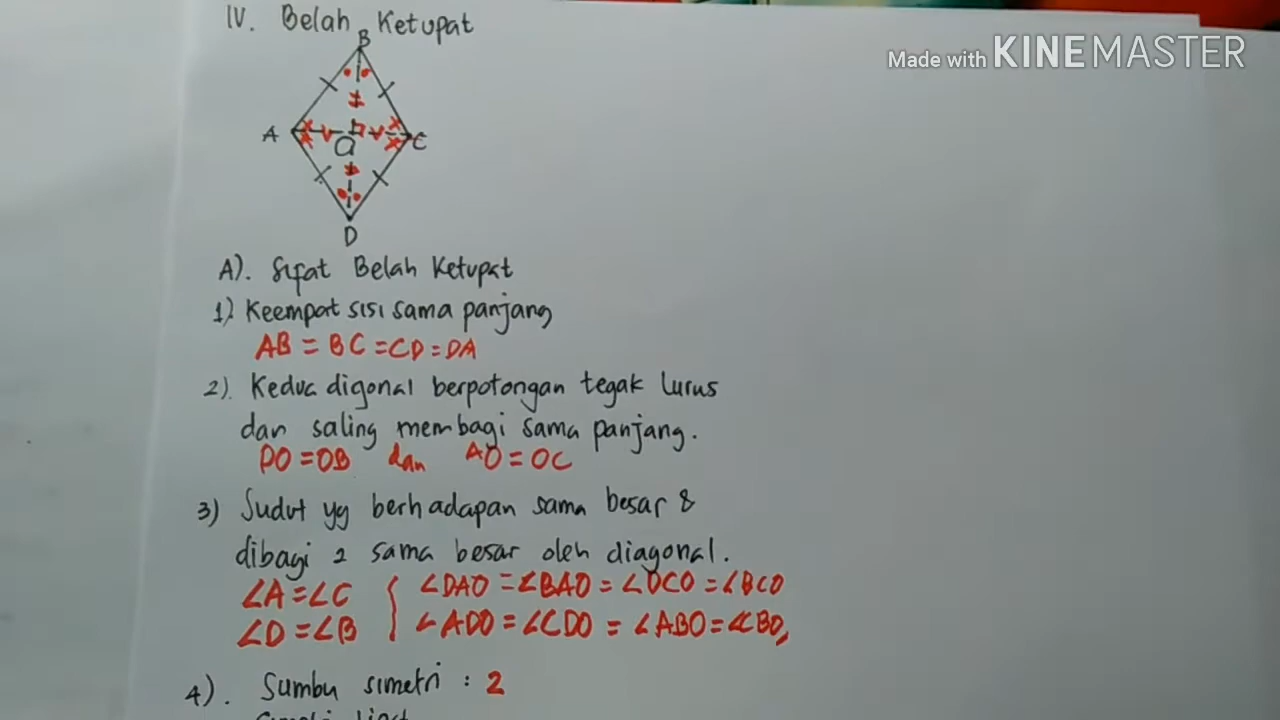 IV. Belah Ketupat
Made with KINEMASTER
B
A
O
C
D
A). Sifat Belah Ketupat
1) Keempat sisi sama panjang
AB = BC = CD = DA
2). Kedua digonal berpotongan tegak lurus
dan saling membagi sama panjang.
DO = OB dan AO = OC
3) Sudut yg berhadapan sama besar &
dibagi 2 sama besar oleh diagonal.
∠A = ∠C { ∠DAO = ∠BAO = ∠DCO = ∠BCO
∠D = ∠B ∠ADO = ∠CDO = ∠ABO = ∠CBO,
4). Sumbu simetri : 2